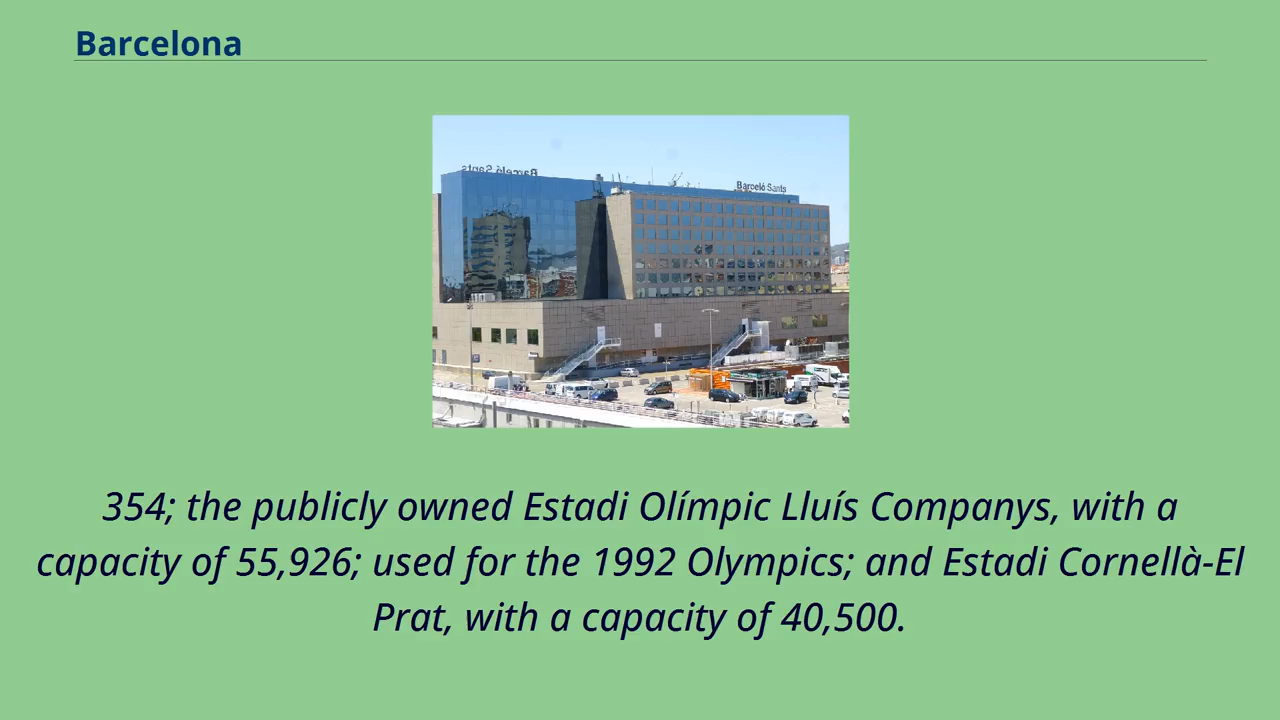 Barcelona
Barceló Sants
Barceló Sants
354; the publicly owned Estadi Olímpic Lluís Companys, with a
capacity of 55,926; used for the 1992 Olympics; and Estadi Cornellà-El
Prat, with a capacity of 40,500.